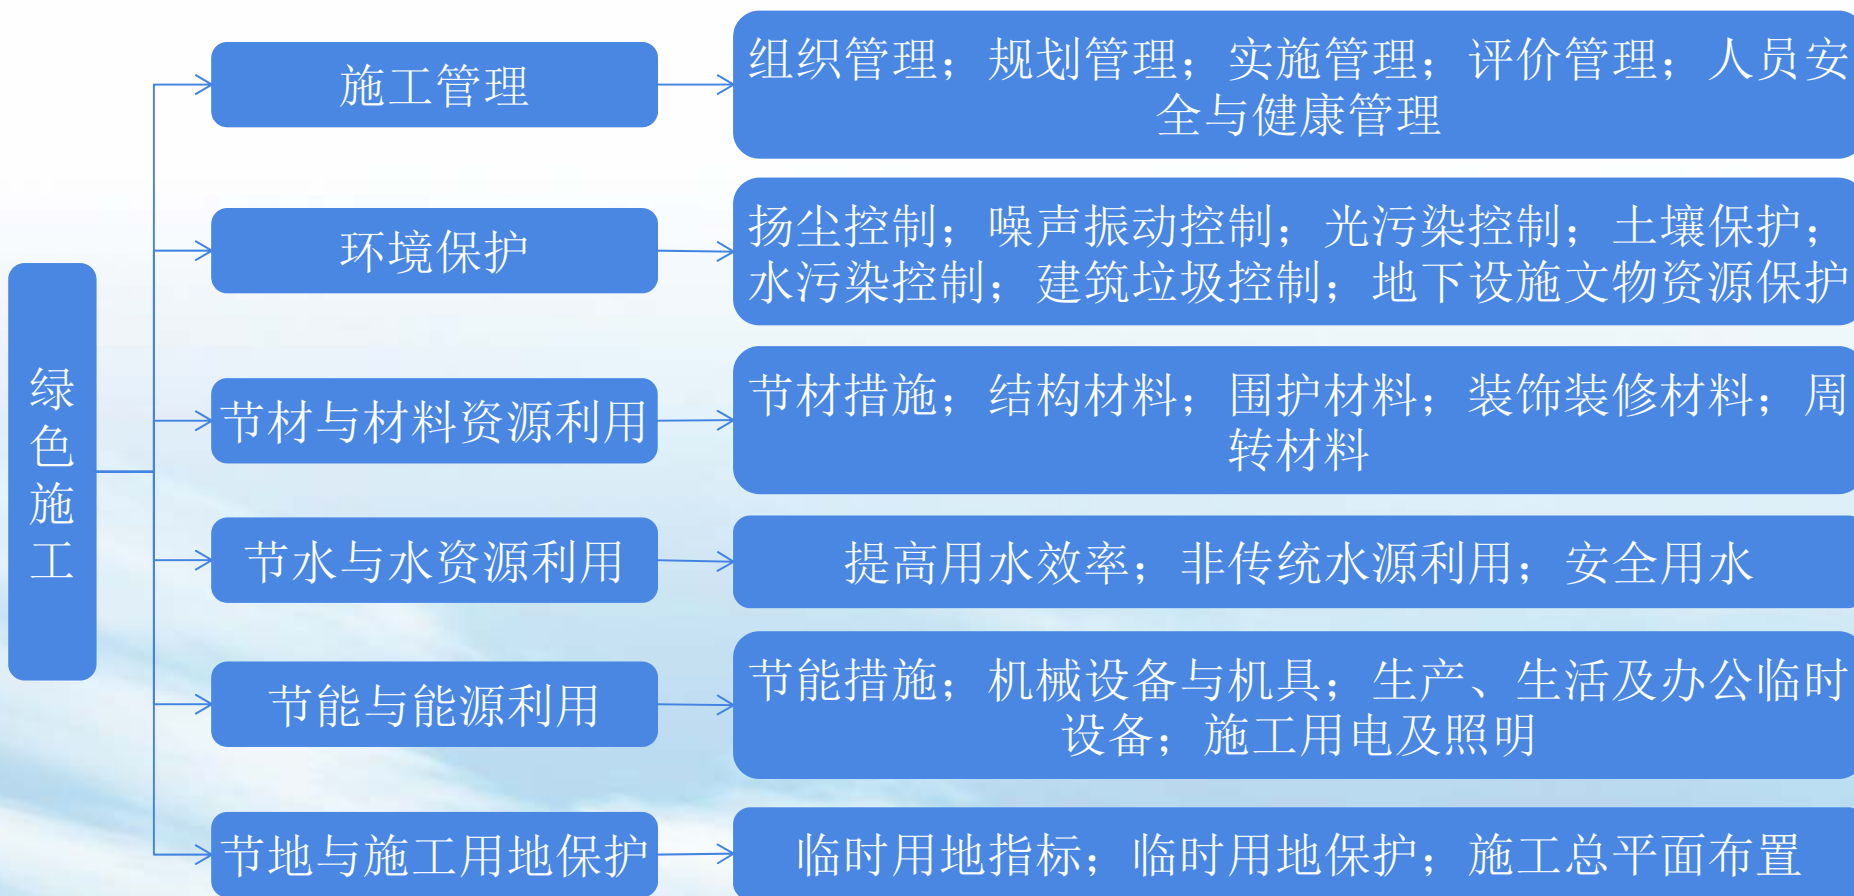 绿色施工
施工管理
组织管理；规划管理；实施管理；评价管理；人员安
全与健康管理
环境保护
扬尘控制；噪声振动控制；光污染控制；土壤保护；
水污染控制；建筑垃圾控制；地下设施文物资源保护
节材与材料资源利用
节材措施；结构材料；围护材料；装饰装修材料；周
转材料
节水与水资源利用
提高用水效率；非传统水源利用；安全用水
节能与能源利用
节能措施；机械设备与机具；生产、生活及办公临时
设备；施工用电及照明
节地与施工用地保护
临时用地指标；临时用地保护；施工总平面布置